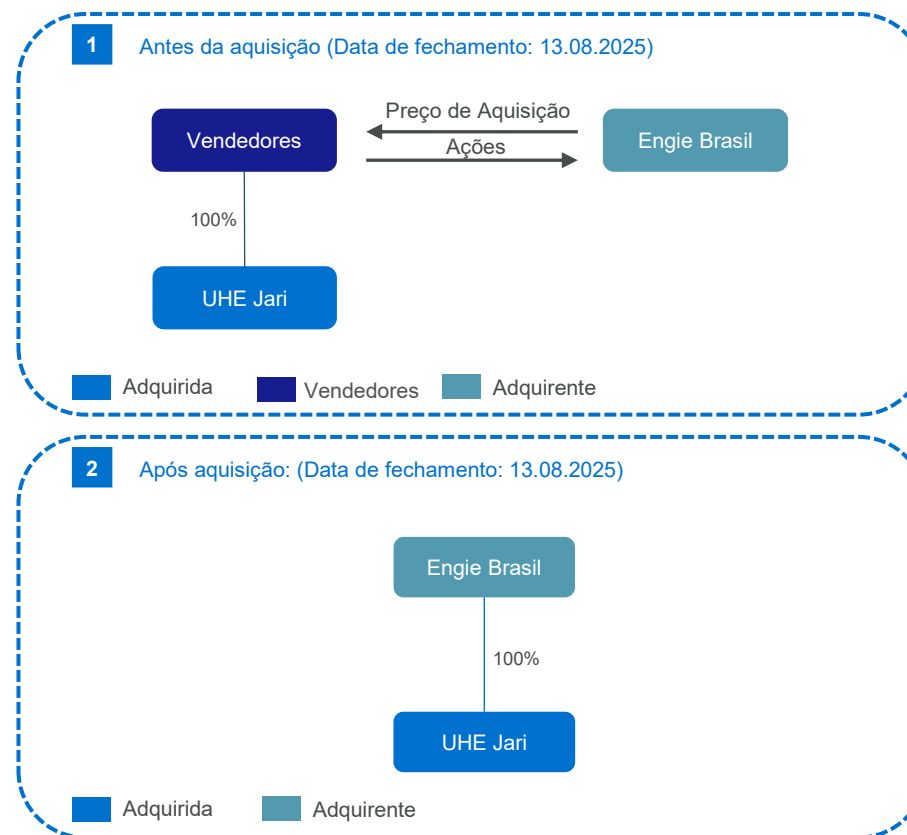 1
Antes da aquisição (Data de fechamento: 13.08.2025)
Preço de Aquisição
Vendedores
Ações
Engie Brasil
100%
UHE Jari
Adquirida
Vendedores
Adquirente
2
Após aquisição: (Data de fechamento: 13.08.2025)
Engie Brasil
100%
UHE Jari
Adquirida
Adquirente